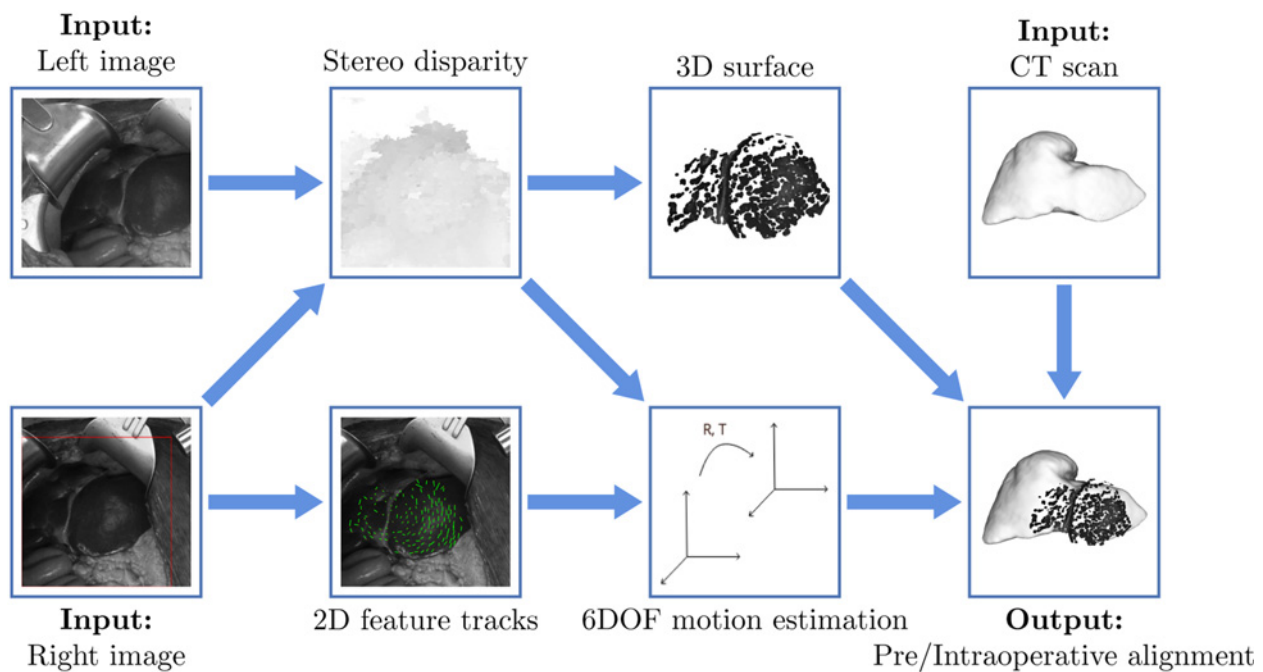 Input:
Left image
Stereo disparity
3D surface
Input:
CT scan
R, T
Input:
Right image
2D feature tracks
6DOF motion estimation
Output:
Pre/Intraoperative alignment